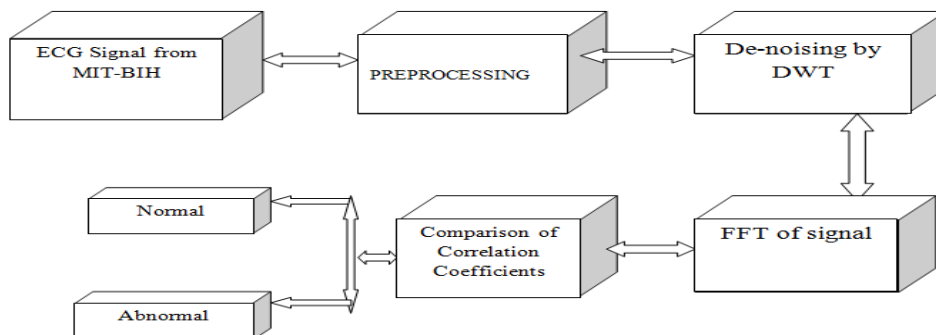 ECG Signal from
MIT-BIH
PREPROCESSING
De-noising by
DWT
FFT of signal
Comparison of
Correlation
Coefficients
Normal
Abnormal